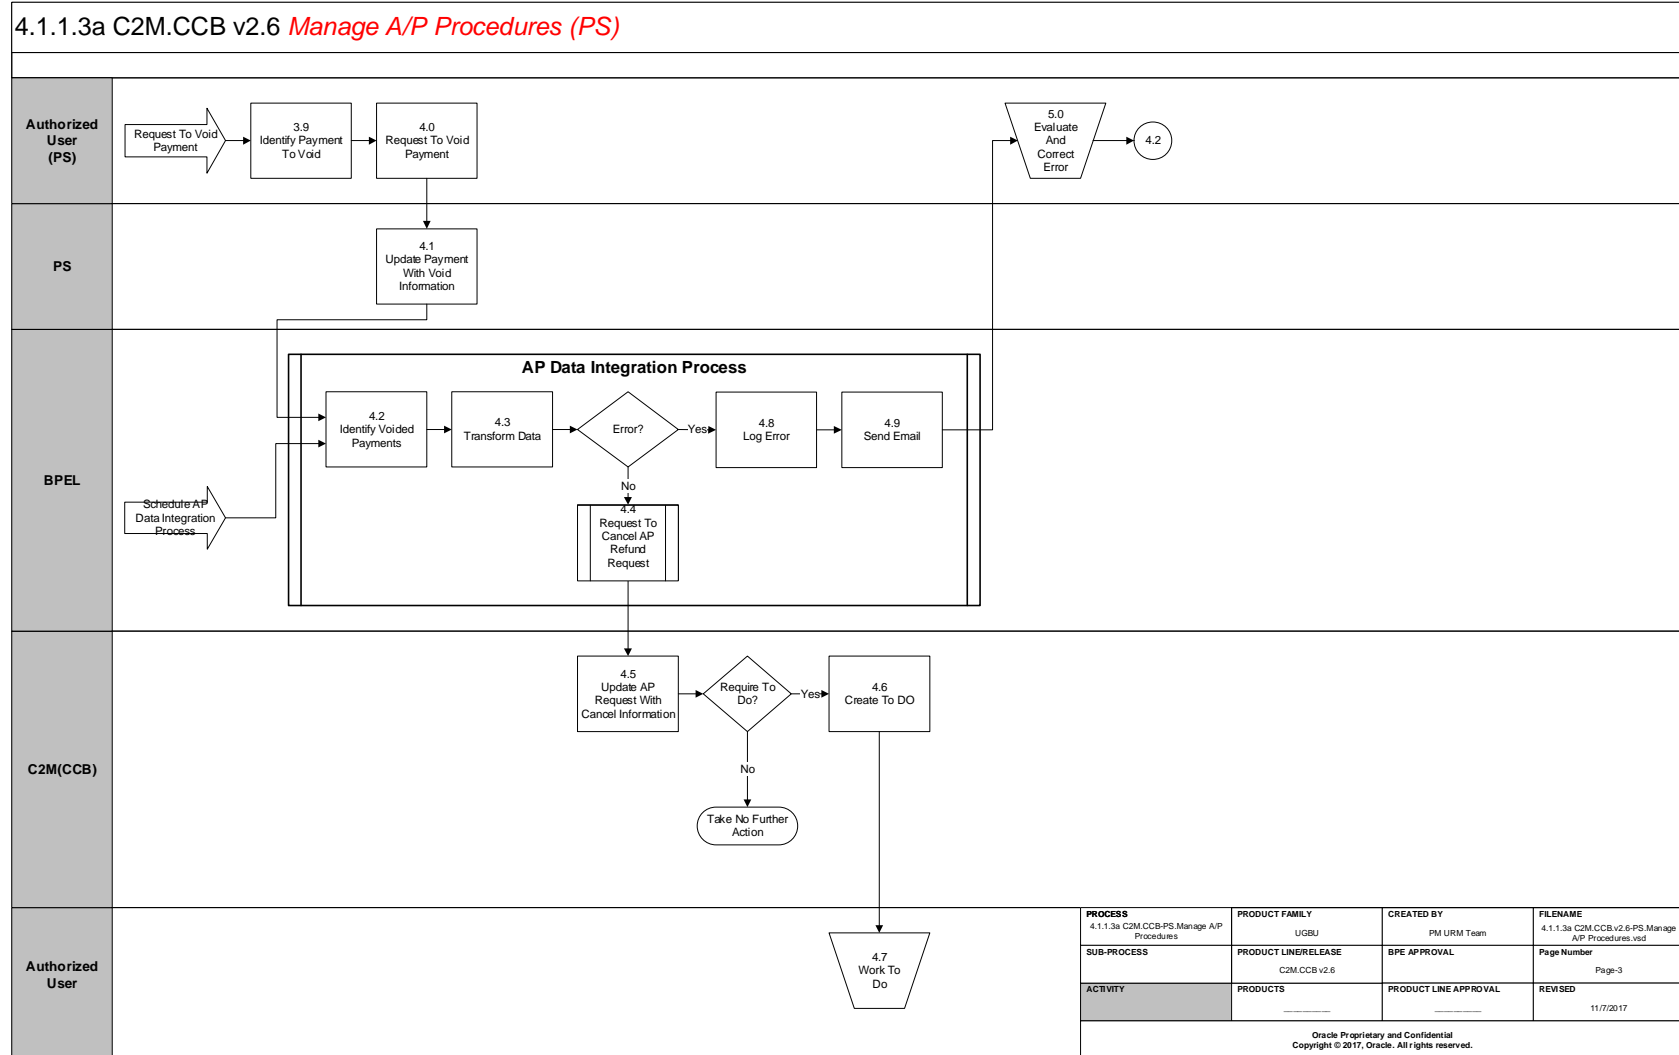 4.1.1.3a C2M.CCB v2.6 Manage A/P Procedures (PS)
Authorized
User
(PS)
Request To Void
Payment
3.9
Identify Payment
To Void
4.0
Request To Void
Payment
5.0
Evaluate
And
Correct
Error
4.2
PS
4.1
Update Payment
With Void
Information
BPEL
AP Data Integration Process
4.2
Identify Voided
Payments
4.3
Transform Data
Error?
Yes
4.8
Log Error
4.9
Send Email
No
Schedule AP
Data Integration
Process
4.4
Request To
Cancel AP
Refund
Request
C2M(CCB)
4.5
Update AP
Request With
Cancel Information
Require To
Do?
Yes
4.6
Create To DO
No
Take No Further
Action
Authorized
User
4.7
Work To
Do
PROCESS
4.1.1.3a C2M.CCB-PS.Manage A/P
Procedures
PRODUCT FAMILY
UGBU
CREATED BY
PM URM Team
FILENAME
4.1.1.3a C2M.CCB.v2.6-PS.Manage
A/P Procedures.vsd
SUB-PROCESS
PRODUCT LINE/RELEASE
C2M.CCB v2.6
BPE APPROVAL
Page Number
Page-3
ACTIVITY
PRODUCTS
PRODUCT LINE APPROVAL
REVISED
11/7/2017
Oracle Proprietary and Confidential
Copyright © 2017, Oracle. All rights reserved.